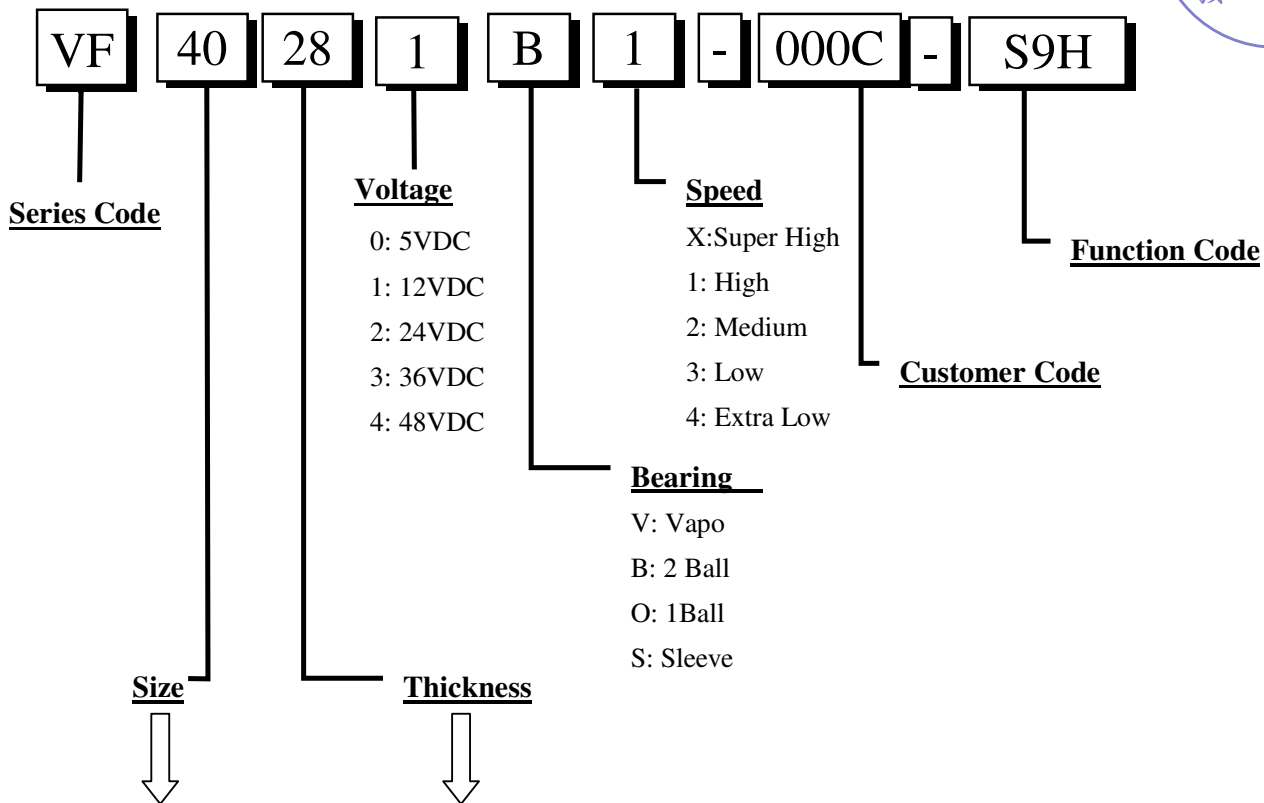 VF 40 28 1 B 1 - 000C - S9H
Series Code
Voltage
0: 5VDC
1: 12VDC
2: 24VDC
3: 36VDC
4: 48VDC
Speed
X:Super High
1: High
2: Medium
3: Low
4: Extra Low
Function Code
Customer Code
Bearing
V: Vapo
B: 2 Ball
O: 1Ball
S: Sleeve
Size
Thickness